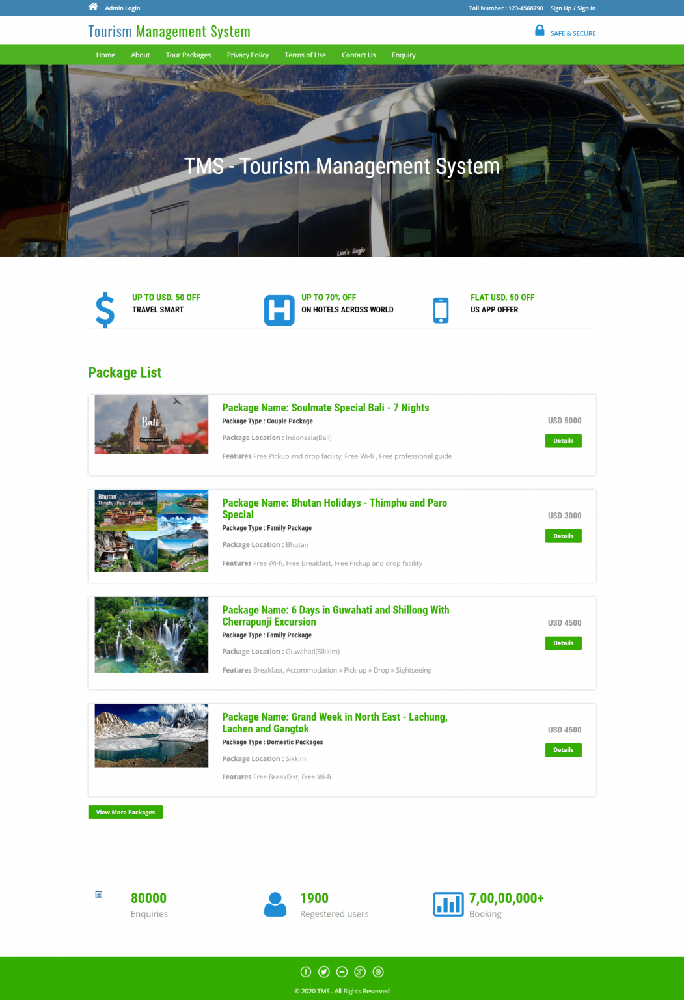 Admin Login
Toll Number : 123-4568790 Sign Up / Sign In
Tourism Management System
SAFE & SECURE
Home About Tour Packages Privacy Policy Terms of Use Contact Us Enquiry
TMS - Tourism Management System
Lion's Regio
UP TO USD. 50 OFF
TRAVEL SMART
H
UP TO 70% OFF
ON HOTELS ACROSS WORLD
FLAT USD. 50 OFF
US APP OFFER
Package List
Bali
FLIGHTS INCLUDED
Package Name: Soulmate Special Bali - 7 Nights
Package Type : Couple Package
Package Location : Indonesia(Bali)
Features Free Pickup and drop facility, Free Wi-fi , Free professional guide
USD 5000
Details
Bhutan
Thimphu - Paro - Punakha
Package Name: Bhutan Holidays - Thimphu and Paro
Special
Package Type : Family Package
Package Location : Bhutan
Features Free Wi-fi, Free Breakfast, Free Pickup and drop facility
USD 3000
Details
Package Name: 6 Days in Guwahati and Shillong With
Cherrapunji Excursion
Package Type : Family Package
Package Location : Guwahati(Sikkim)
Features Breakfast, Accommodation » Pick-up » Drop » Sightseeing
USD 4500
Details
Package Name: Grand Week in North East - Lachung,
Lachen and Gangtok
Package Type : Domestic Packages
Package Location : Sikkim
Features Free Breakfast, Free Wi-fi
USD 4500
Details
View More Packages
80000
Enquiries
1900
Regestered users
7,00,00,000+
Booking
© 2020 TMS . All Rights Reserved